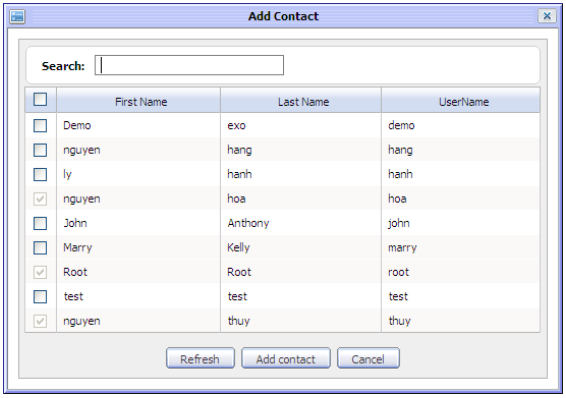 Add Contact
Search:
First Name Last Name UserName
Demo exo demo
nguyen hang hang
ly hanh hanh
nguyen hoa hoa
John Anthony john
Marry Kelly marry
Root Root root
test test test
nguyen thuy thuy
Refresh Add contact Cancel